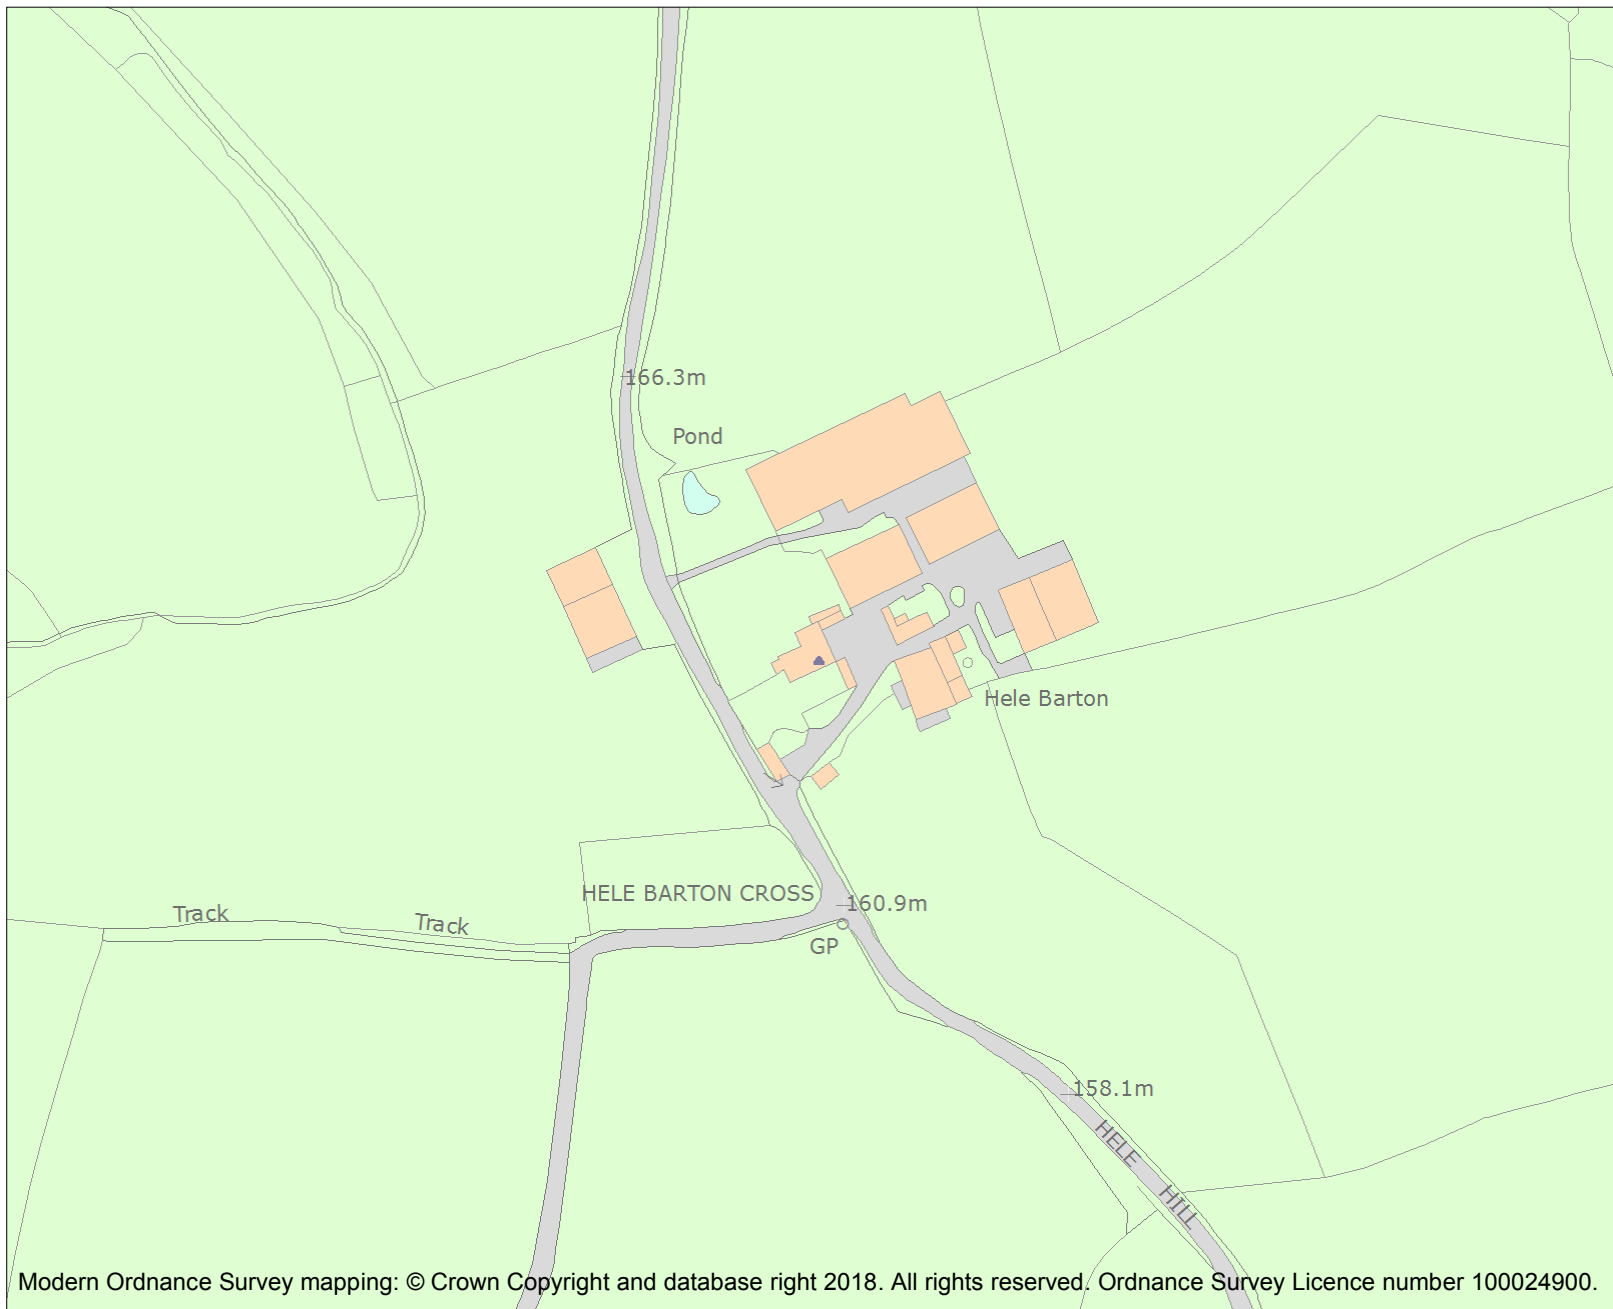 166.3m
Pond
Hele Barton
HELE BARTON CROSS
160.9m
Track
Track
GP
158.1m
HELE HILL
Modern Ordnance Survey mapping: © Crown Copyright and database right 2018. All rights reserved. Ordnance Survey Licence number 100024900.